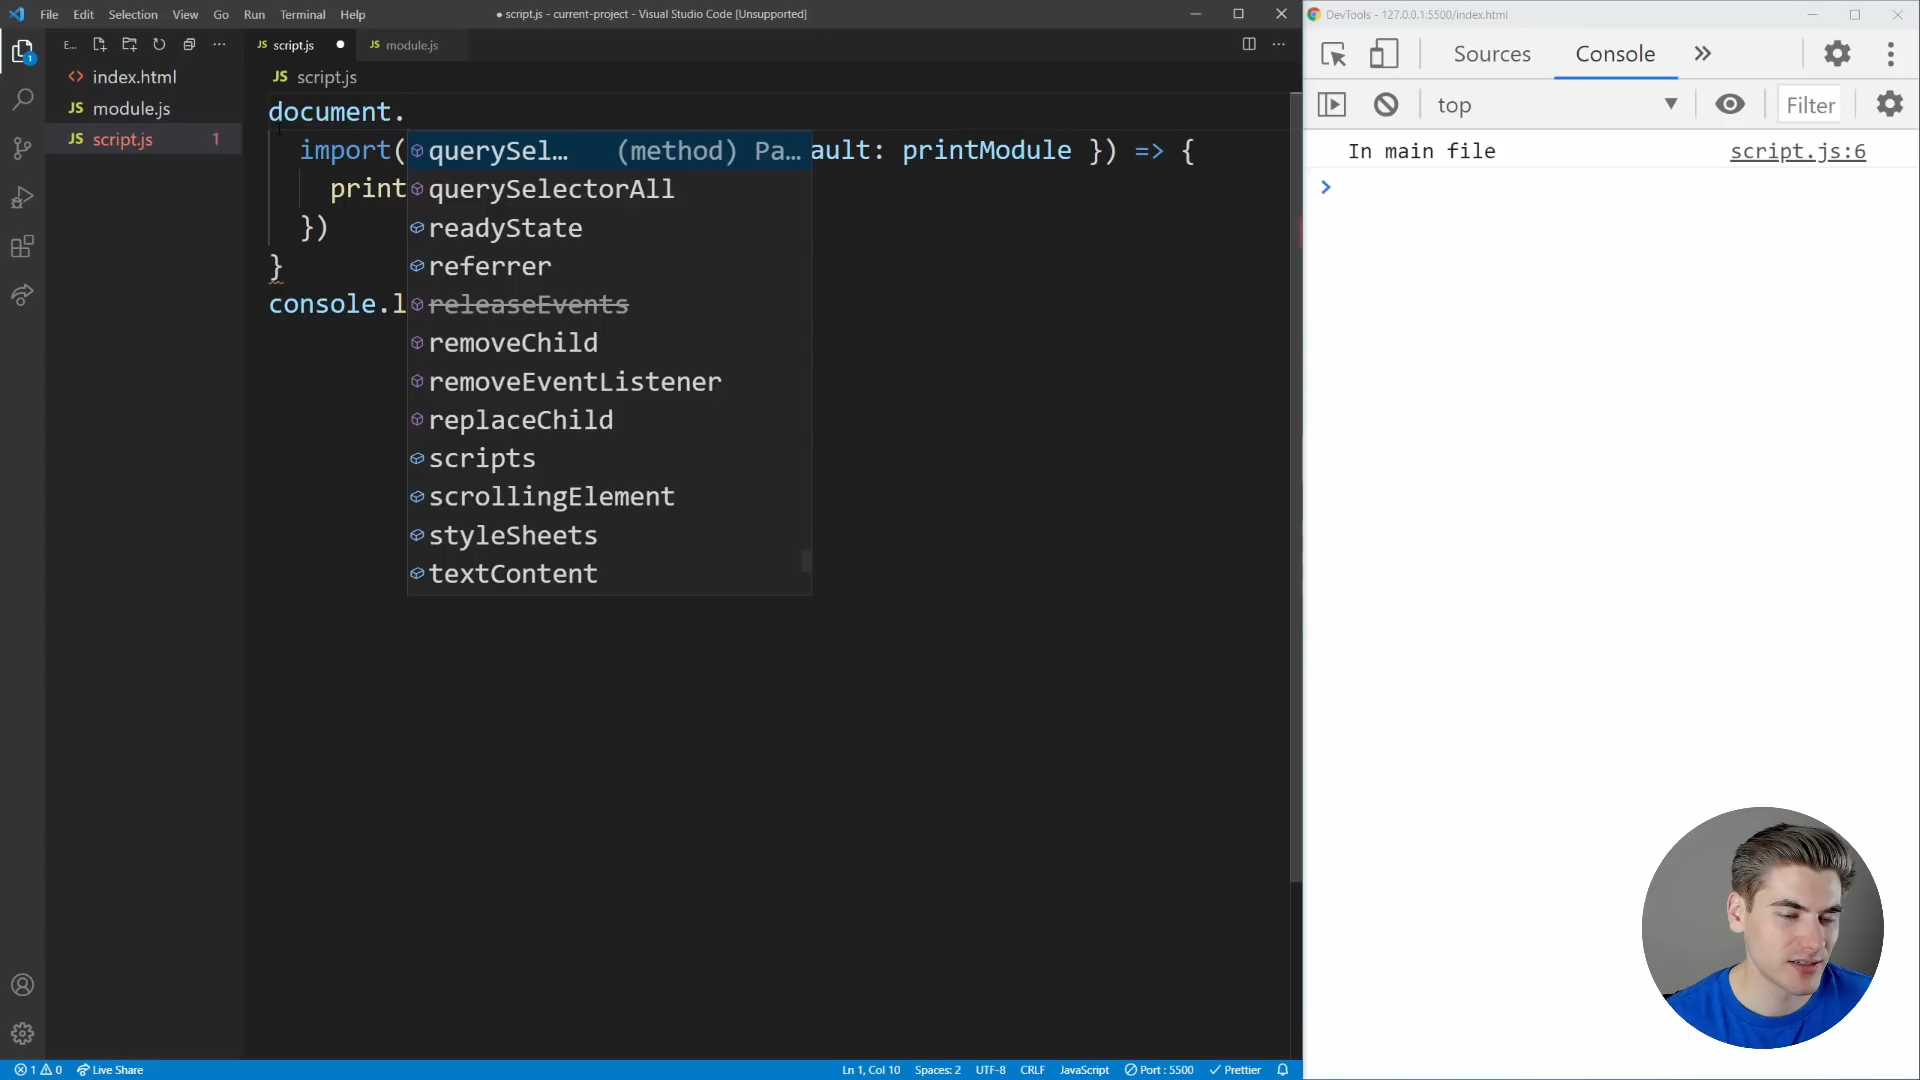 File Edit Selection View Go Run Terminal Help
● script.js - current-project - Visual Studio Code [Unsupported]
E...
index.html
JS module.js
JS script.js 1
JS script.js ●
JS module.js
JS script.js
document.
import( ault: printModule }) => {
print
})
}
console.l
querySel... (method) Pa...
querySelectorAll
readyState
referrer
releaseEvents
removeChild
removeEventListener
replaceChild
scripts
scrollingElement
styleSheets
textContent
1 0 Live Share
Ln 1, Col 10 Spaces: 2 UTF-8 CRLF JavaScript Port : 5500 Prettier
DevTools - 127.0.0.1:5500/index.html
Sources Console
top Filter
In main file script.js:6